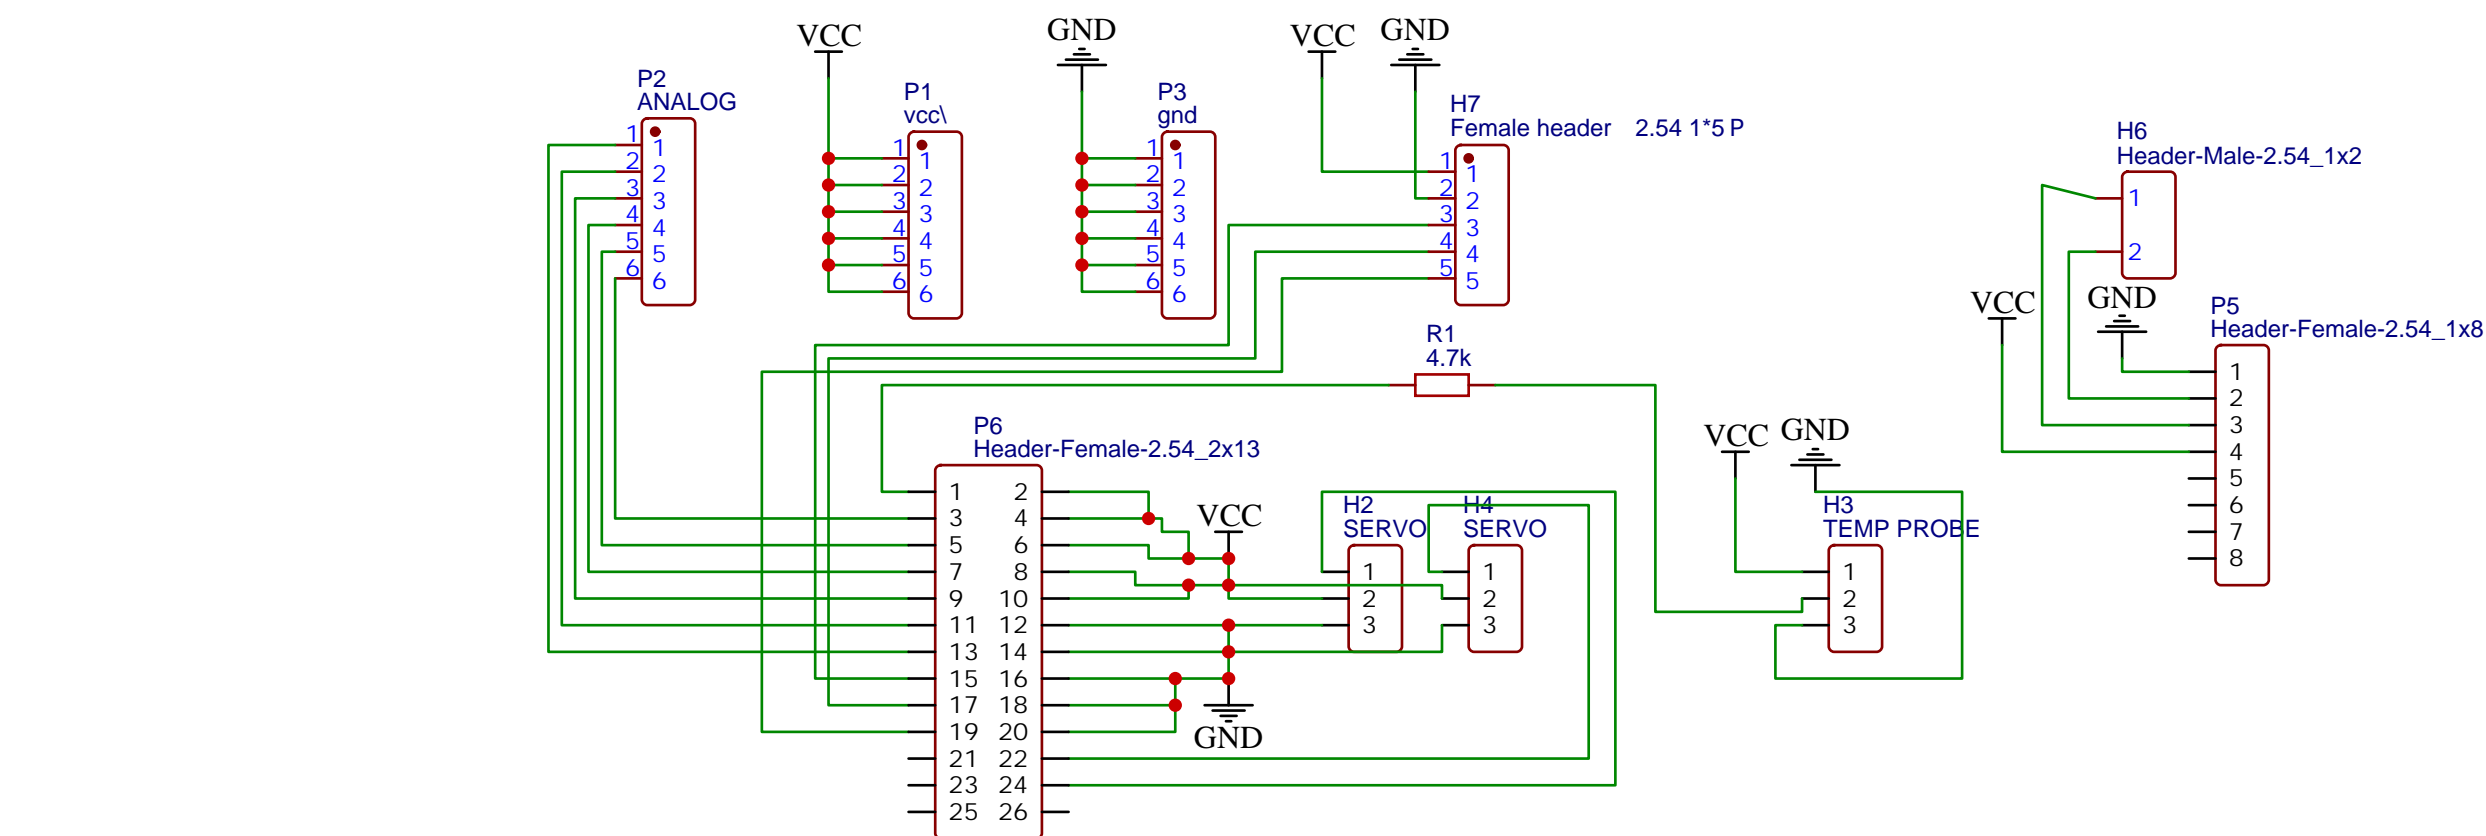 VCC
GND
VCC
GND
P2
ANALOG
1
2
3
4
5
6
1
2
3
4
5
6
P1
vcc\
1
2
3
4
5
6
1
2
3
4
5
6
P3
gnd
1
2
3
4
5
6
1
2
3
4
5
6
H7
Female header 2.54 1*5 P
1
2
3
4
5
1
2
3
4
5
H6
Header-Male-2.54_1x2
1
2
VCC
GND
P5
Header-Female-2.54_1x8
1
2
3
4
5
6
7
8
R1
4.7k
P6
Header-Female-2.54_2x13
1 2
3 4
5 6
7 8
9 10
11 12
13 14
15 16
17 18
19 20
21 22
23 24
25 26
VCC
GND
H2
SERVO
1
2
3
H4
SERVO
1
2
3
VCC
GND
H3
TEMP PROBE
1
2
3